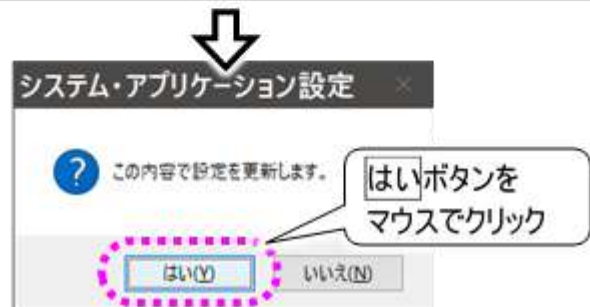 システム・アプリケーション設定
この内容で設定を更新します。
はいボタンを
マウスでクリック
はい(Y)
いいえ(N)